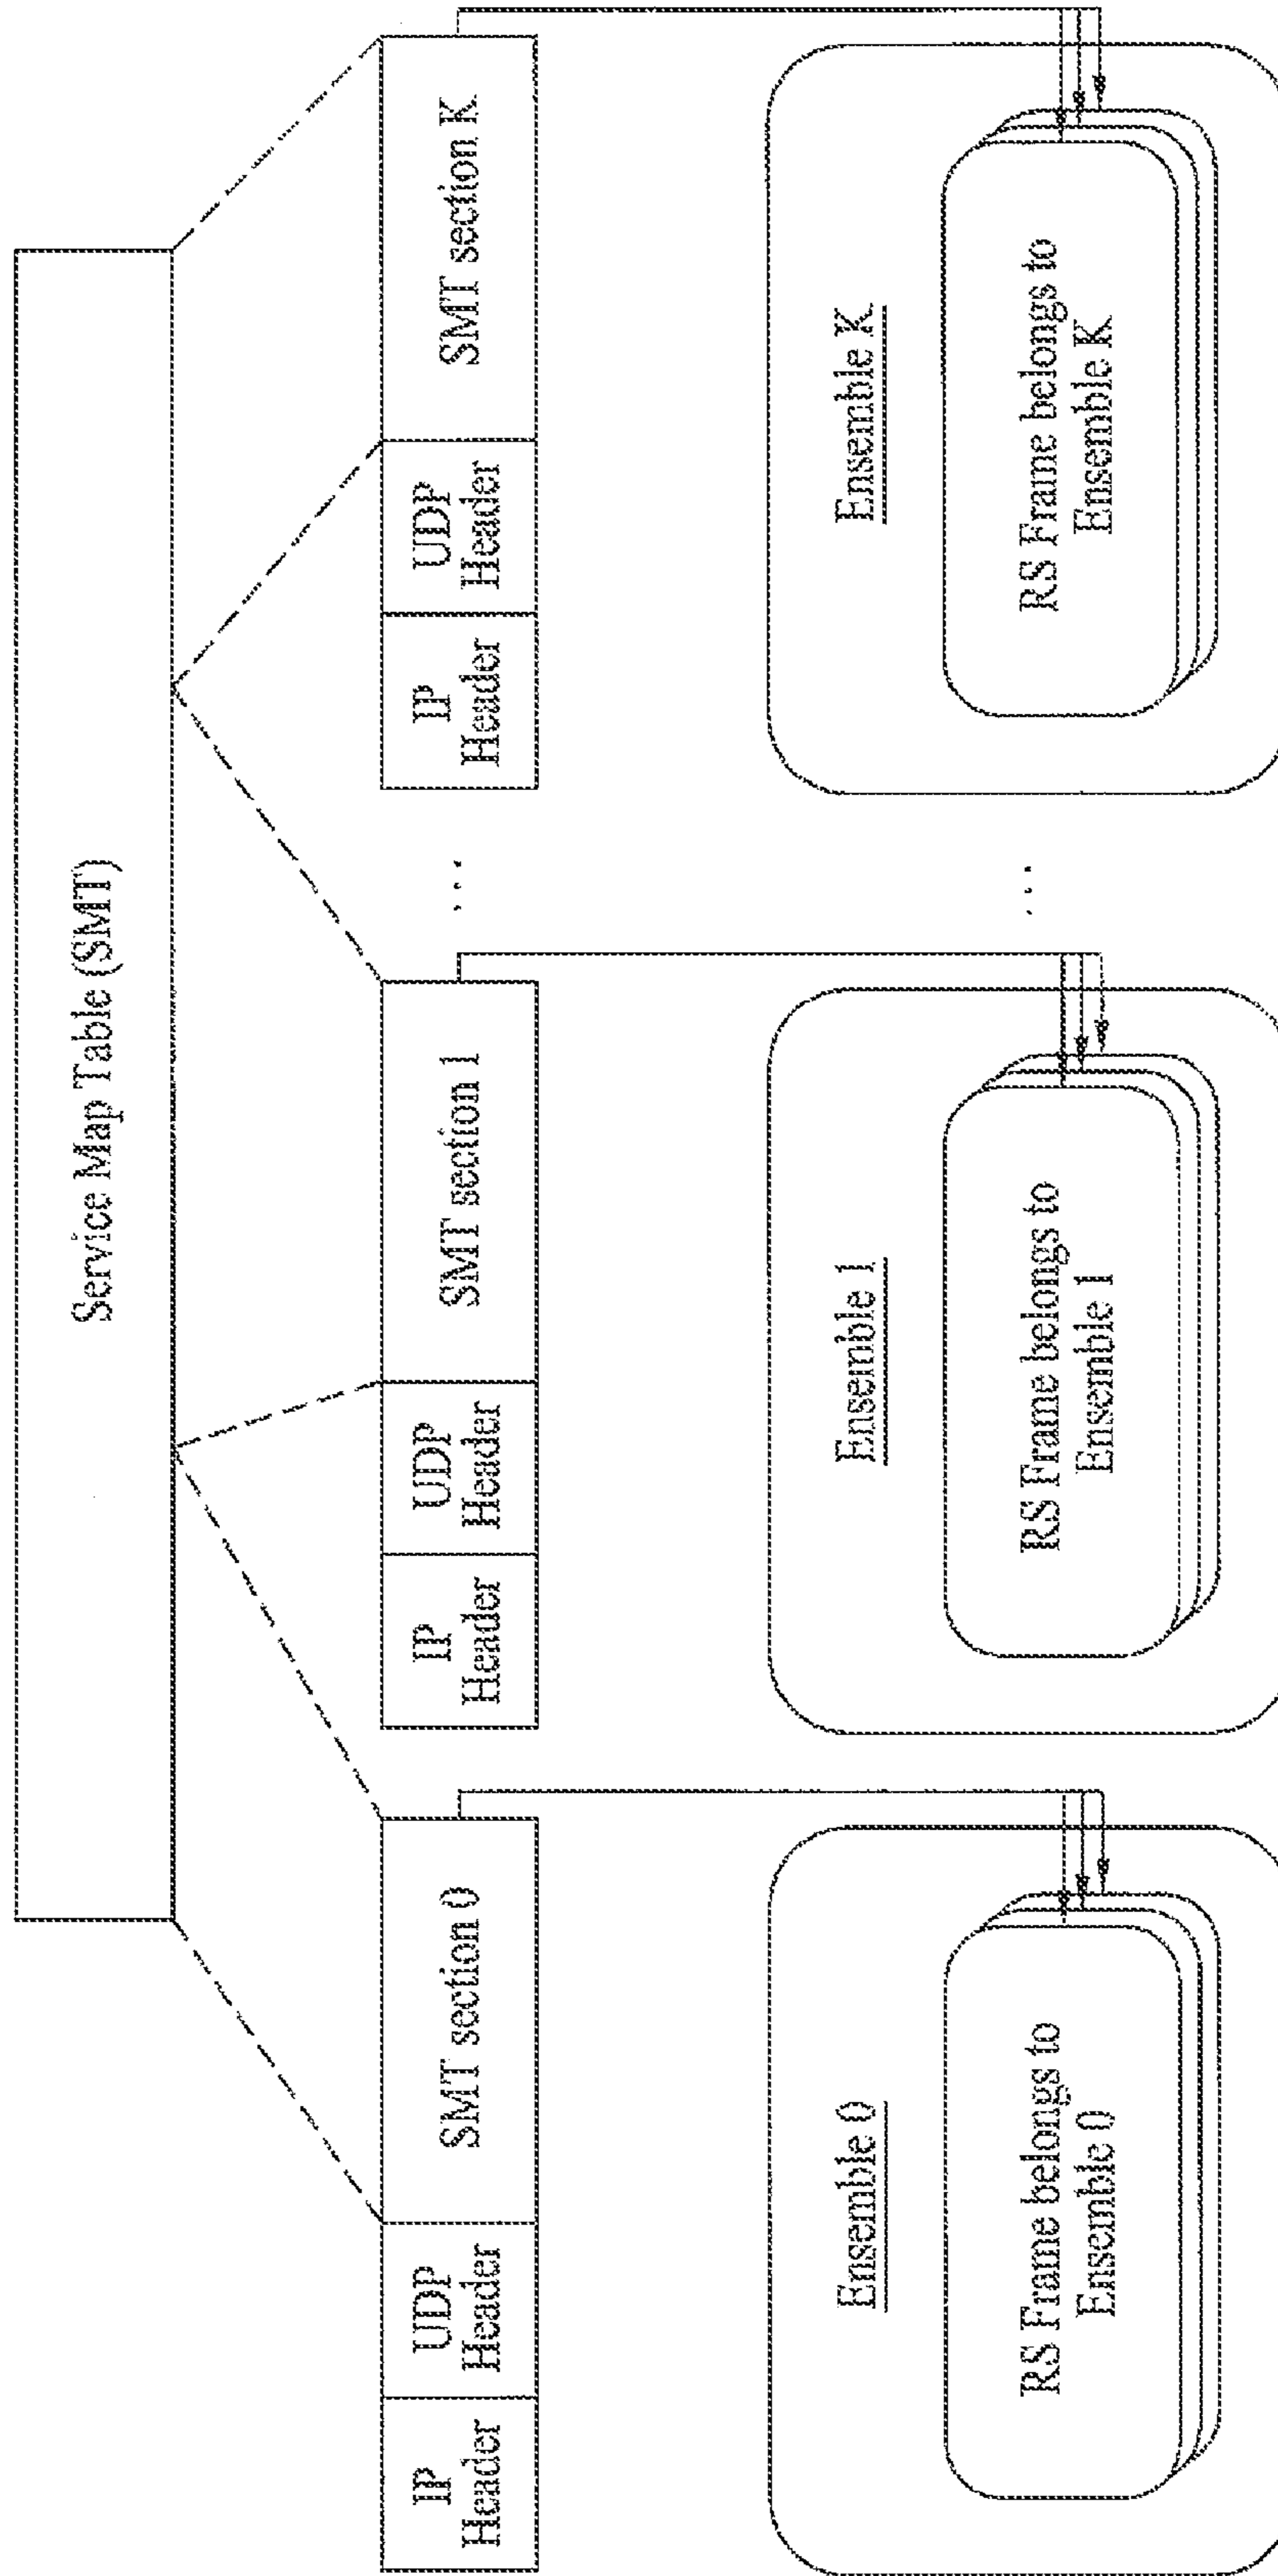 Service Map Table (SMT)
IP
Header
UDP
Header
SMT section 0
IP
Header
UDP
Header
SMT section 1
...
IP
Header
UDP
Header
SMT section K
Ensemble 0
RS Frame belongs to
Ensemble 0
Ensemble 1
RS Frame belongs to
Ensemble 1
...
Ensemble K
RS Frame belongs to
Ensemble K